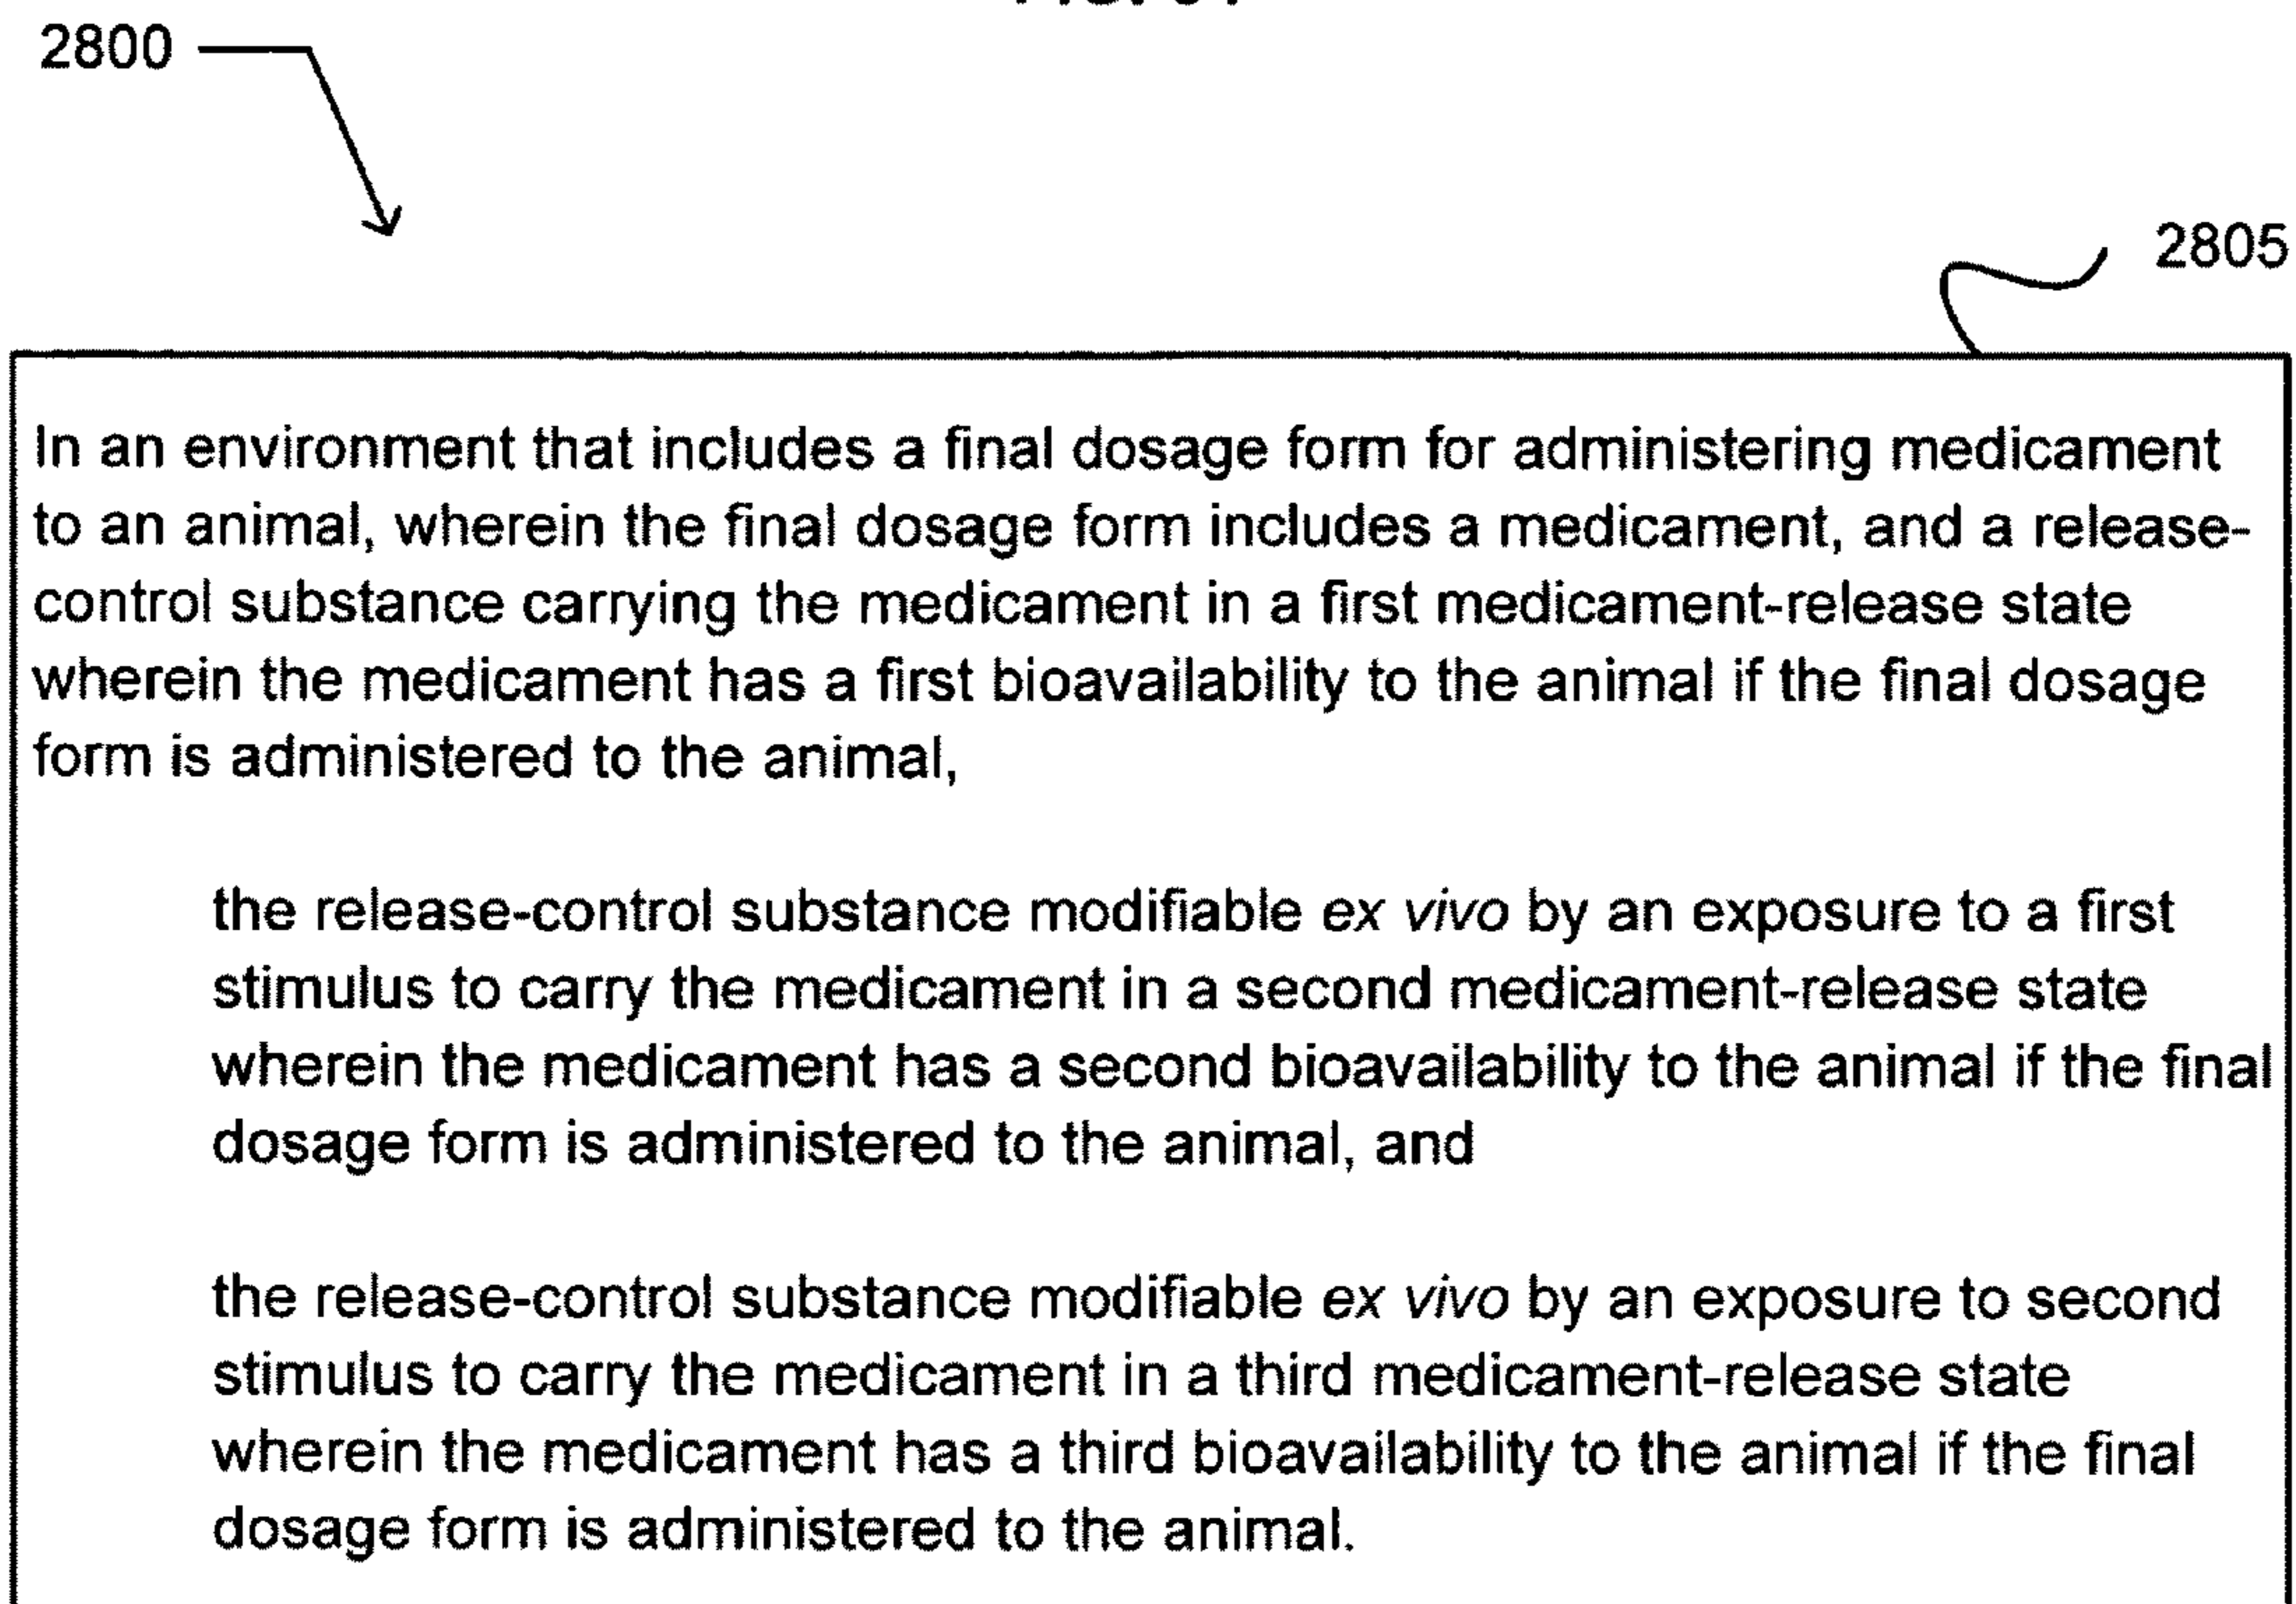 2800
2805
In an environment that includes a final dosage form for administering medicament
to an animal, wherein the final dosage form includes a medicament, and a release-
control substance carrying the medicament in a first medicament-release state
wherein the medicament has a first bioavailability to the animal if the final dosage
form is administered to the animal,
the release-control substance modifiable ex vivo by an exposure to a first
stimulus to carry the medicament in a second medicament-release state
wherein the medicament has a second bioavailability to the animal if the final
dosage form is administered to the animal, and
the release-control substance modifiable ex vivo by an exposure to second
stimulus to carry the medicament in a third medicament-release state
wherein the medicament has a third bioavailability to the animal if the final
dosage form is administered to the animal.